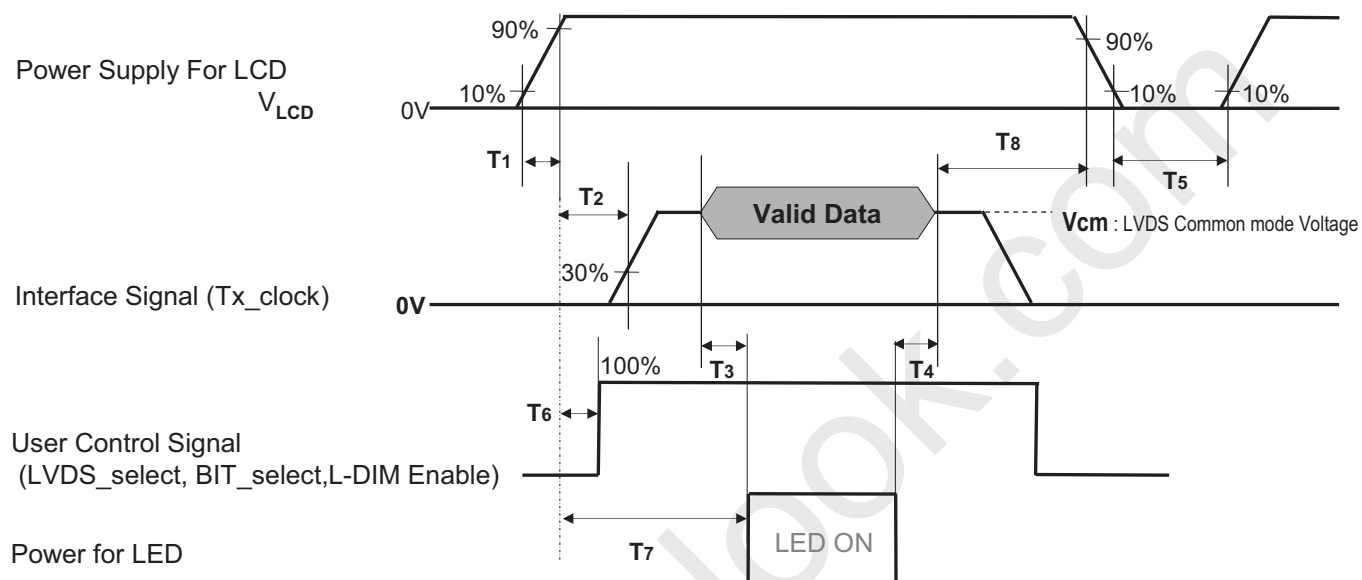 90%
90%
Power Supply For LCD
VLCD
10%
10%
10%
0V
T1
T8
T5
T2
Valid Data
Vcm : LVDS Common mode Voltage
30%
Interface Signal (Tx_clock)
0V
100%
T3
T4
T6
User Control Signal
(LVDS_select, BIT_select,L-DIM Enable)
T7
LED ON
Power for LED
look.com